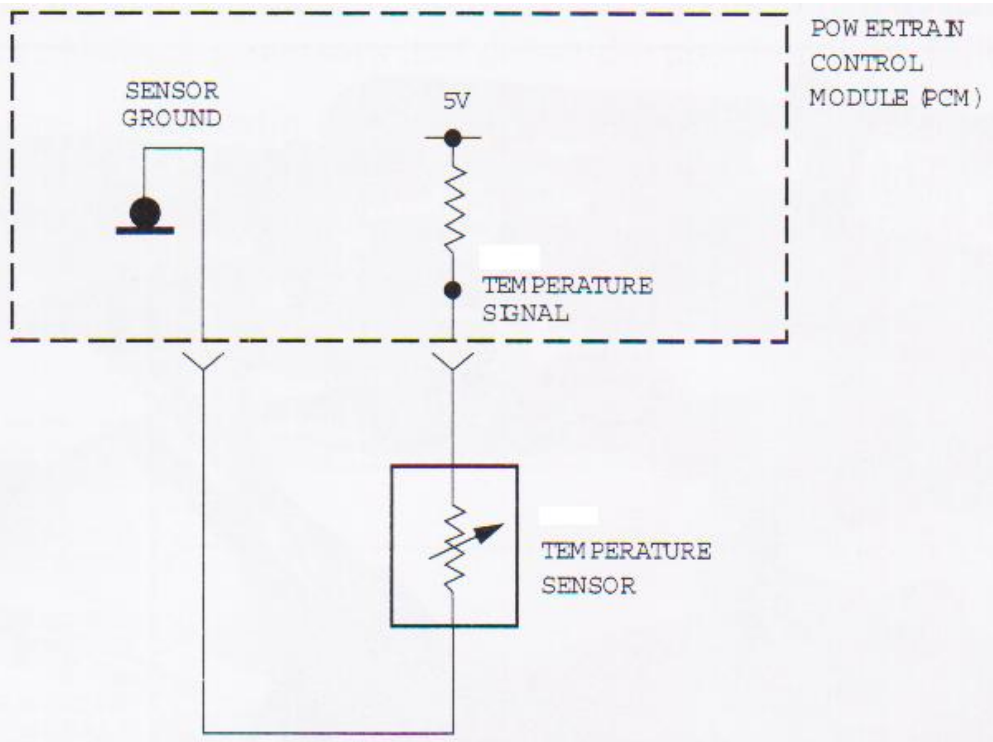 SENSOR
GROUND
5V
POWERTRAIN
CONTROL
MODULE (PCM)
TEMPERATURE
SIGNAL
TEMPERATURE
SENSOR